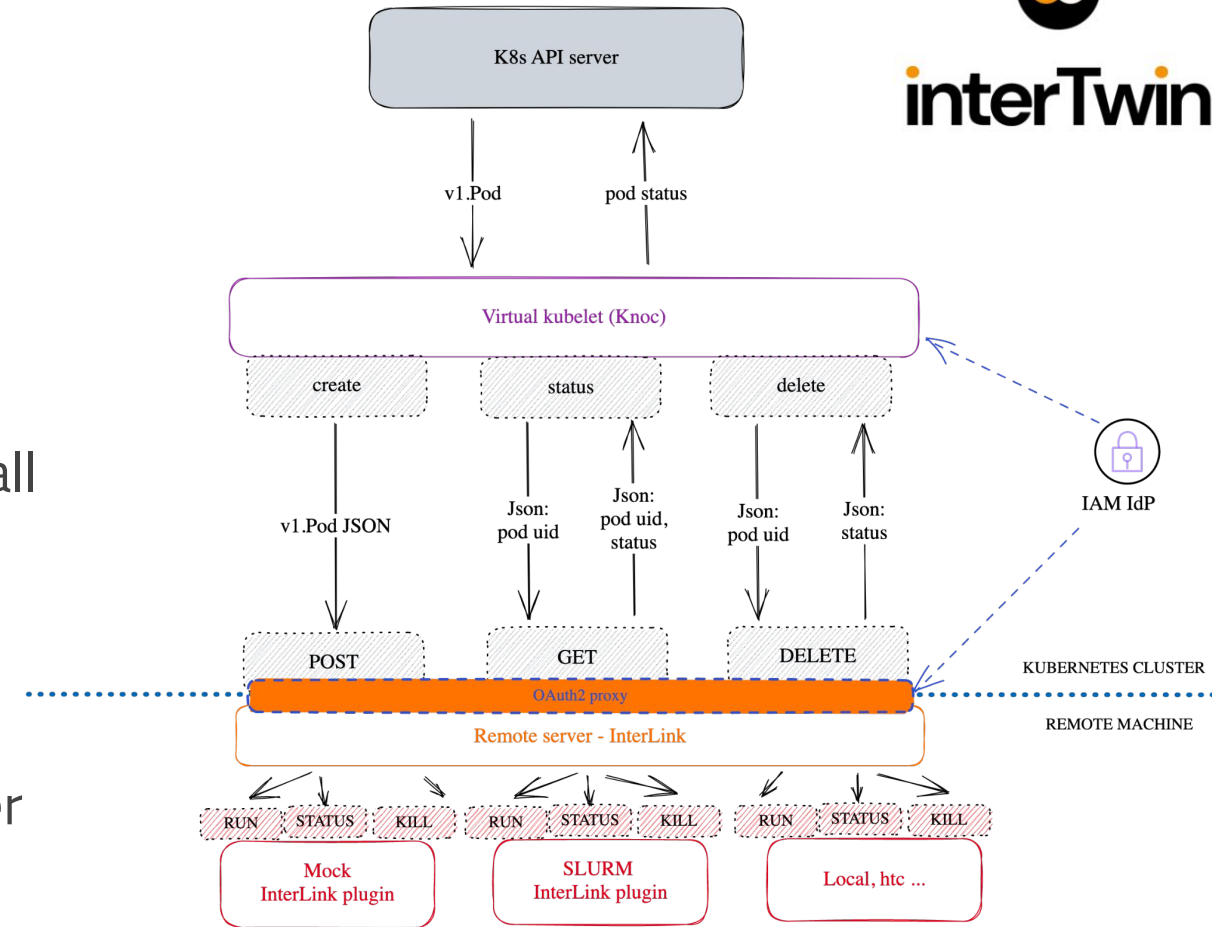 K8s API server
interTwin
v1.Pod
pod status
Virtual kubelet (Knoc)
create
status
delete
all
v1.Pod JSON
Json:
pod uid
Json:
pod uid,
status
Json:
pod uid
Json:
status
IAM IdP
POST
GET
DELETE
KUBERNETES CLUSTER
OAuth2 proxy
REMOTE MACHINE
Remote server - InterLink
RUN
STATUS
KILL
RUN
STATUS
KILL
RUN
STATUS
KILL
Mock
InterLink plugin
SLURM
InterLink plugin
Local, htc ...